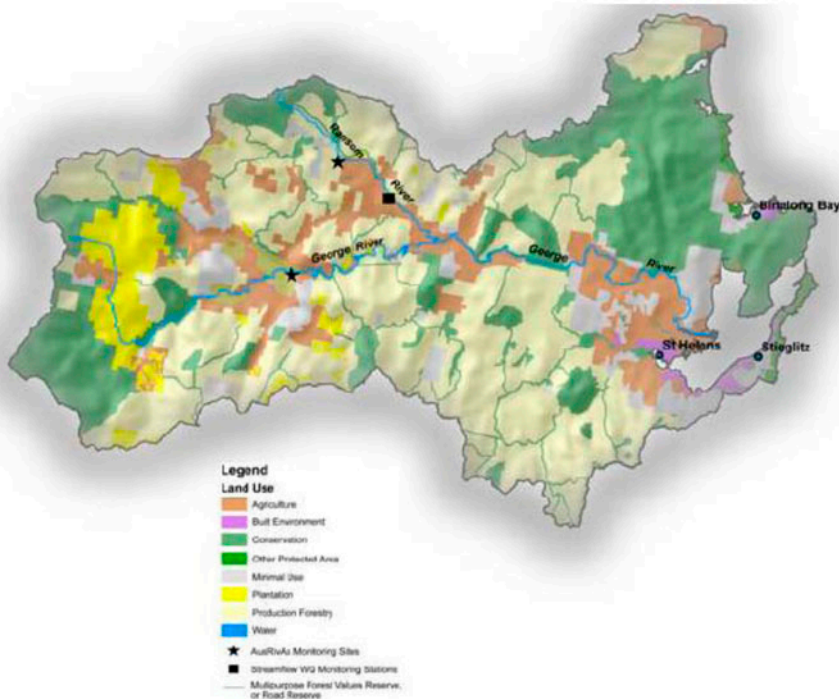 Ransom
River
Binalong Bay
George River
George
River
St Helens
Stieglitz
Legend
Land Use
Agriculture
Built Environment
Conservation
Other Protected Area
Minimal Use
Plantation
Production Forestry
Water
AusRivAs Monitoring Sites
Streamflow WQ Monitoring Stations
Multipurpose Forest Values Reserve,
or Road Reserve